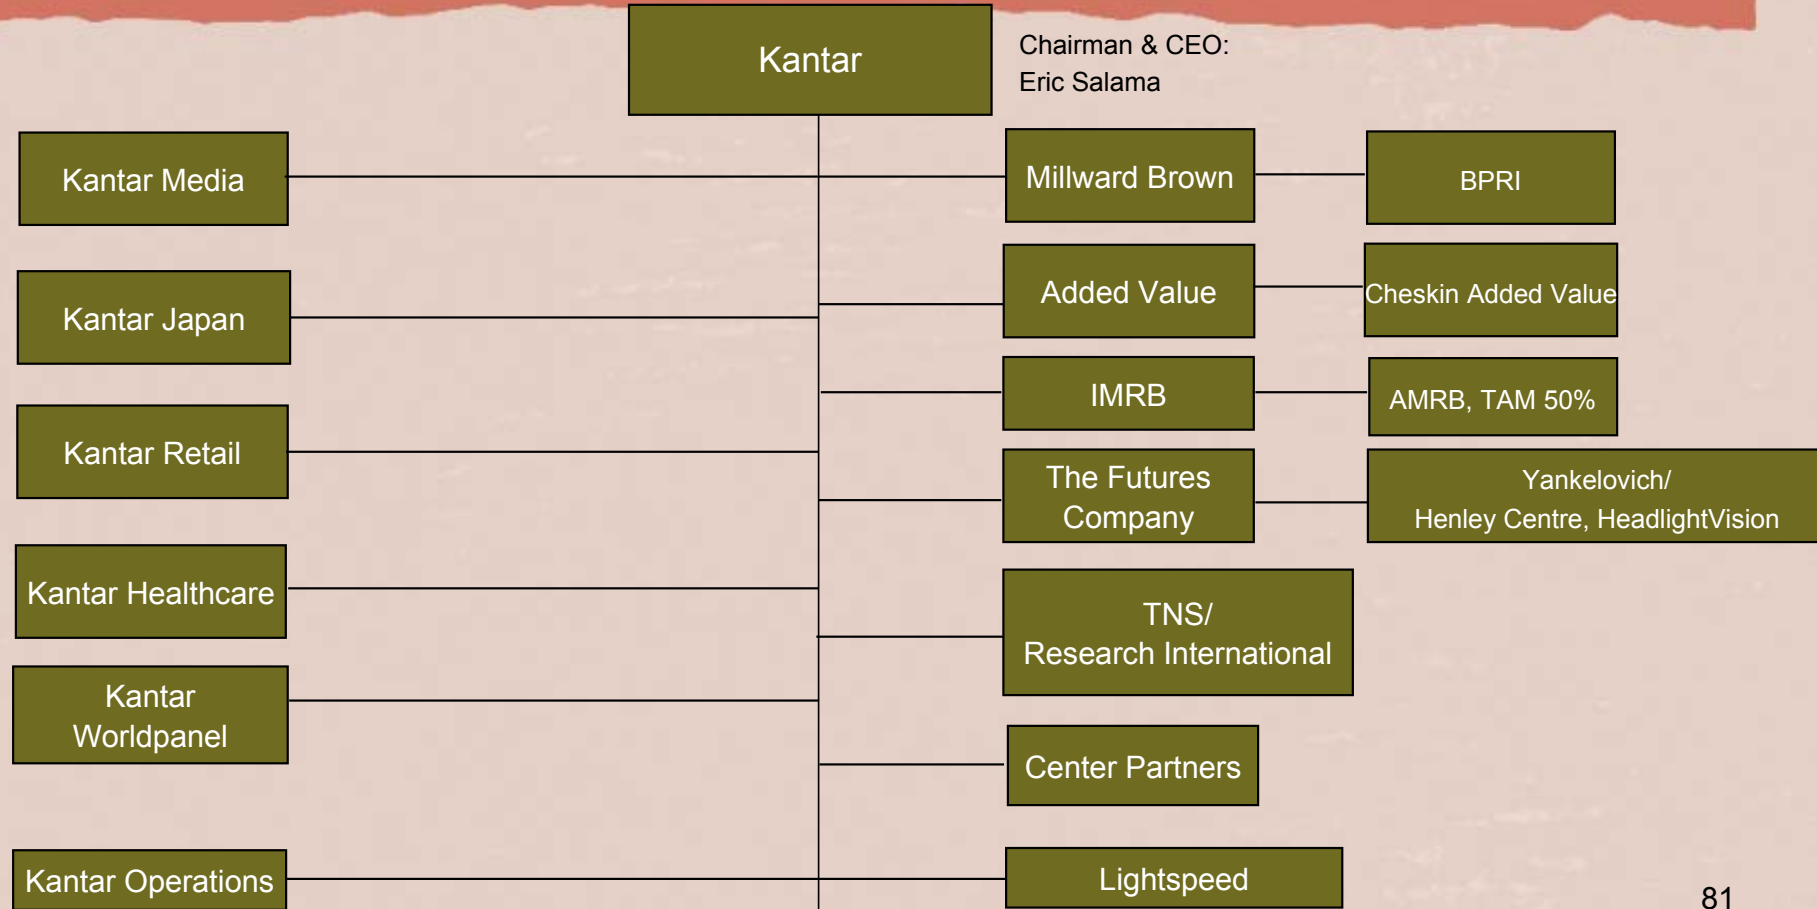 Kantar
Chairman & CEO:
Eric Salama
Kantar Media
Millward Brown
BPRI
Kantar Japan
Added Value
Cheskin Added Value
Kantar Retail
IMRB
AMRB, TAM 50%
Kantar Healthcare
The Futures
Company
Yankelovich/
Henley Centre, HeadlightVision
Kantar
Worldpanel
TNS/
Research International
Center Partners
Kantar Operations
Lightspeed
81